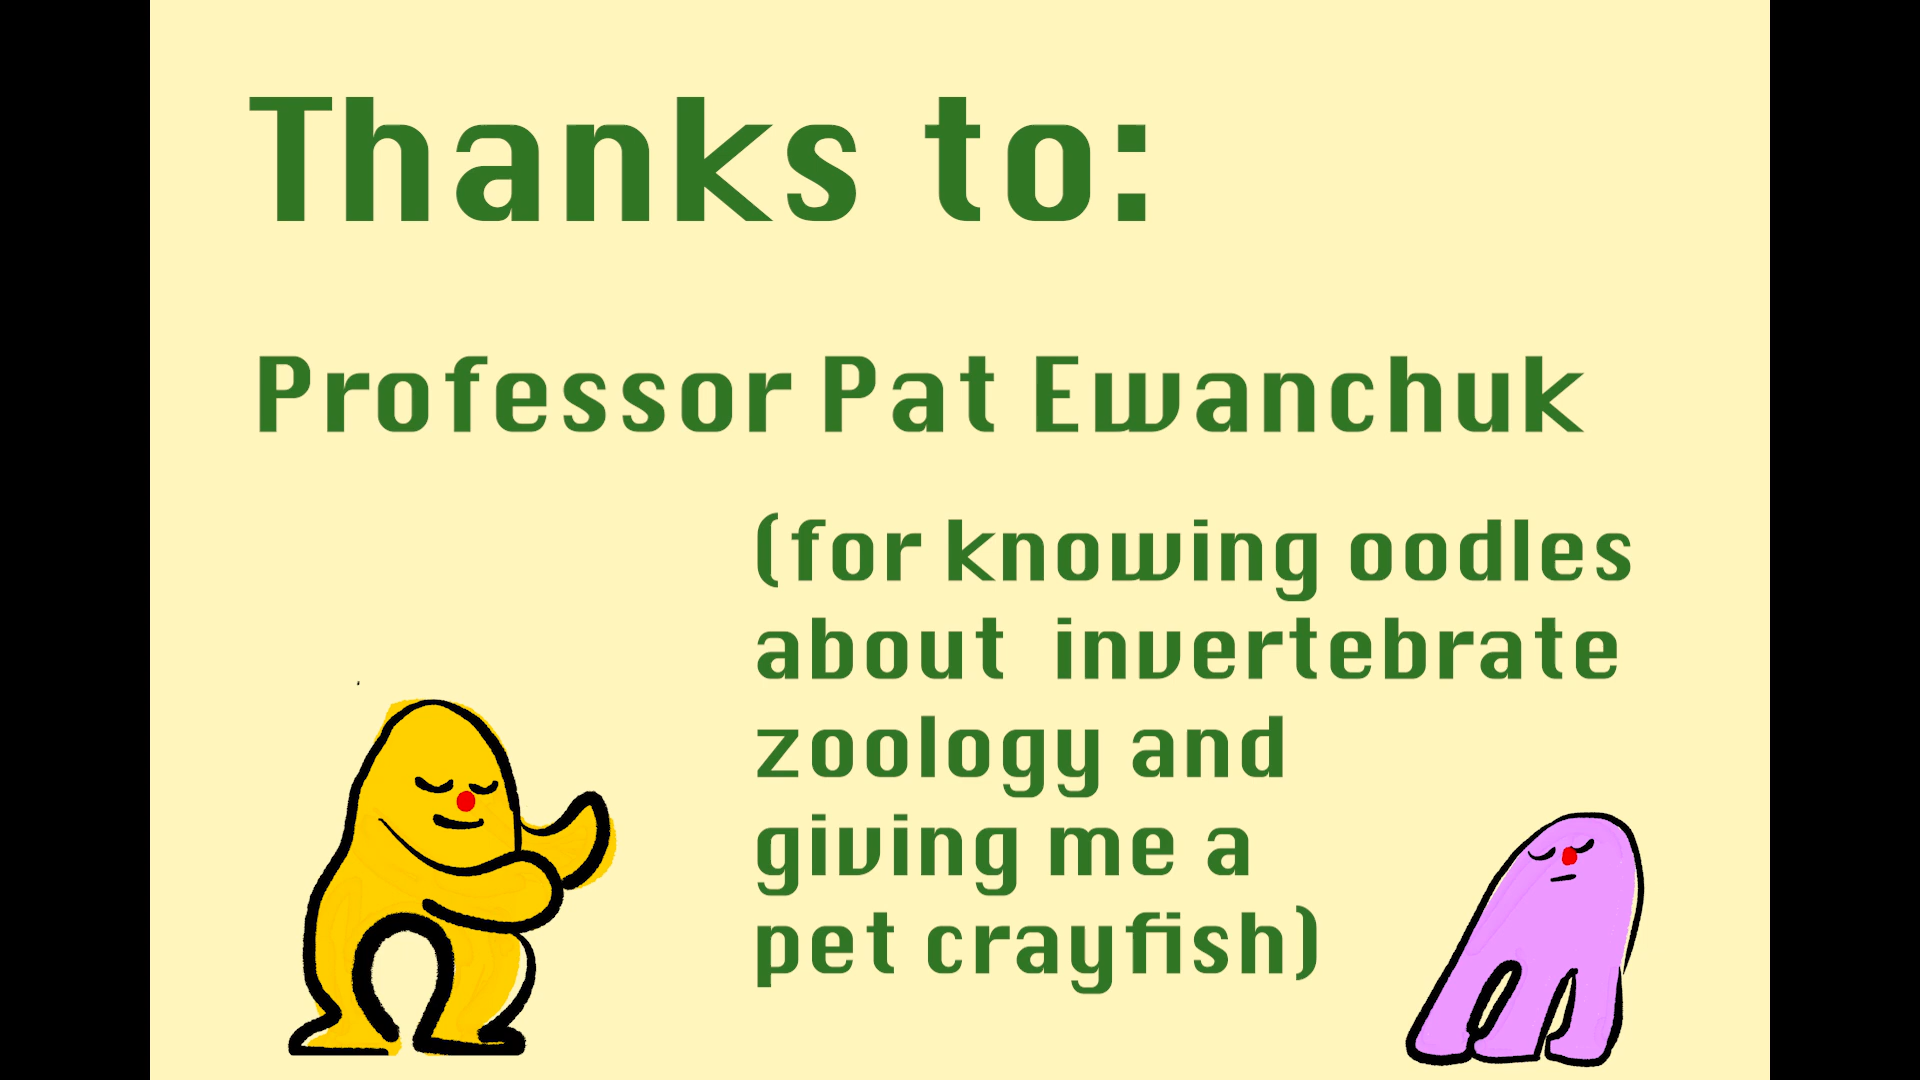 Thanks to:
Professor Pat Ewanchuk
(for knowing oodles
about invertebrate
zoology and
giving me a
pet crayfish)